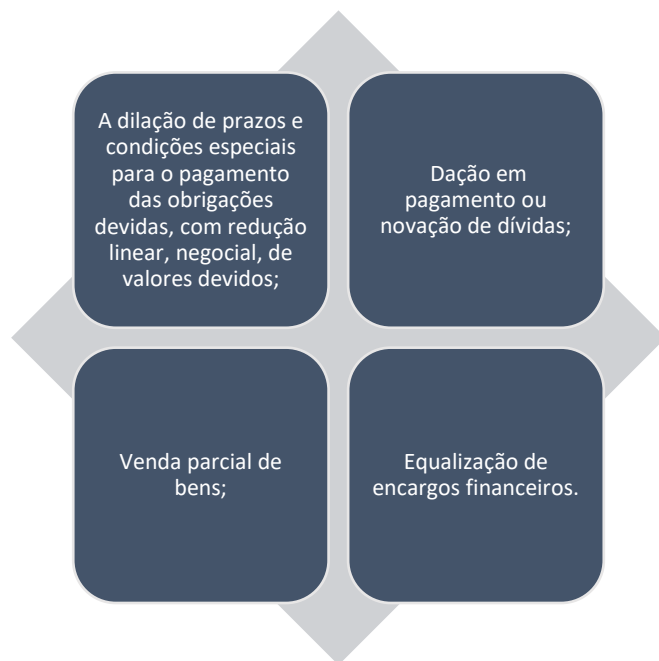 A dilação de prazos e
condições especiais
para o pagamento
das obrigações
devidas, com redução
linear, negocial, de
valores devidos;
Dação em
pagamento ou
novação de dívidas;
Venda parcial de
bens;
Equalização de
encargos financeiros.